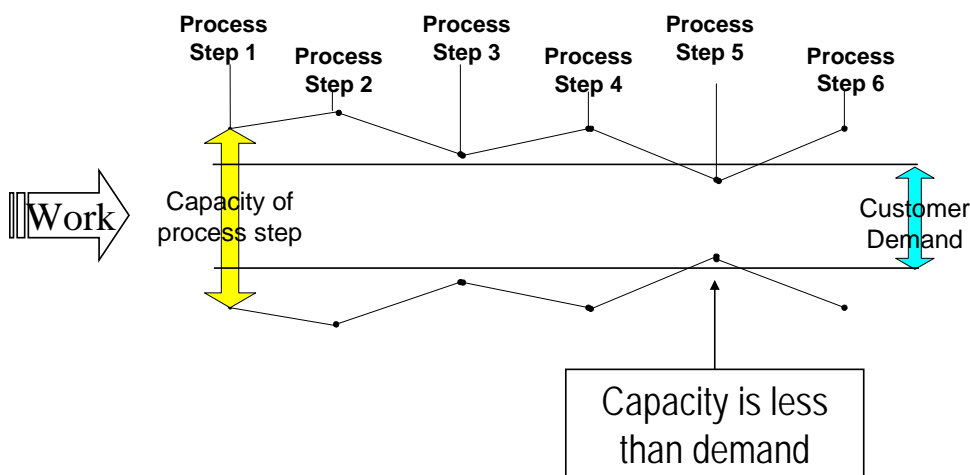 Process
Step 1
Process
Step 2
Process
Step 3
Process
Step 4
Process
Step 5
Process
Step 6
Work
Capacity of
process step
Customer
Demand
Capacity is less
than demand